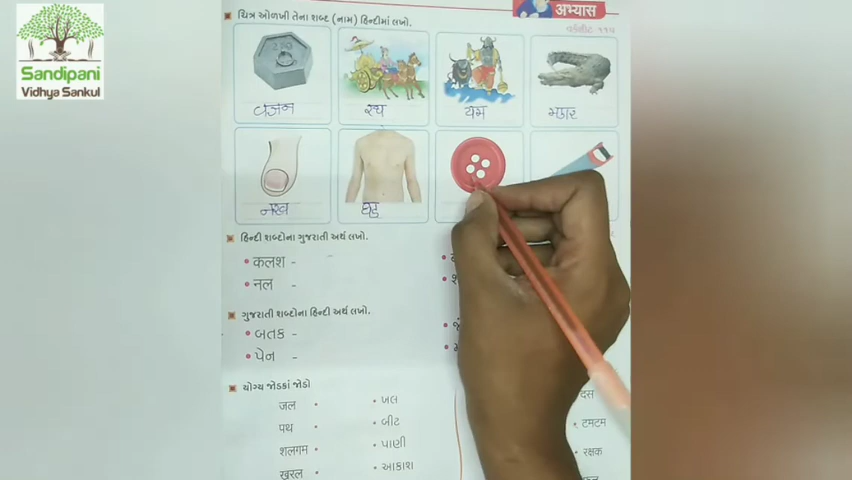 Sandipani
Vidhya Sankul
अभ्यास
ચિત્ર ઓળખી તેના શબ્દ (નામ) હિન્દીમાં લખો.
वजन
रथ
यम
मगर
नख
धड
હિન્દી શબ્દોના ગુજરાતી અર્થ લખો.
कलश -
नल -
ગુજરાતી શબ્દોના હિન્દી અર્થ લખો.
બતક -
પેન -
યોગ્ય જોડકાં જોડો
जल
ખલ
दस
पथ
બીટ
टमटम
शलगम
પાણી
रक्षक
खरल
આકાશ